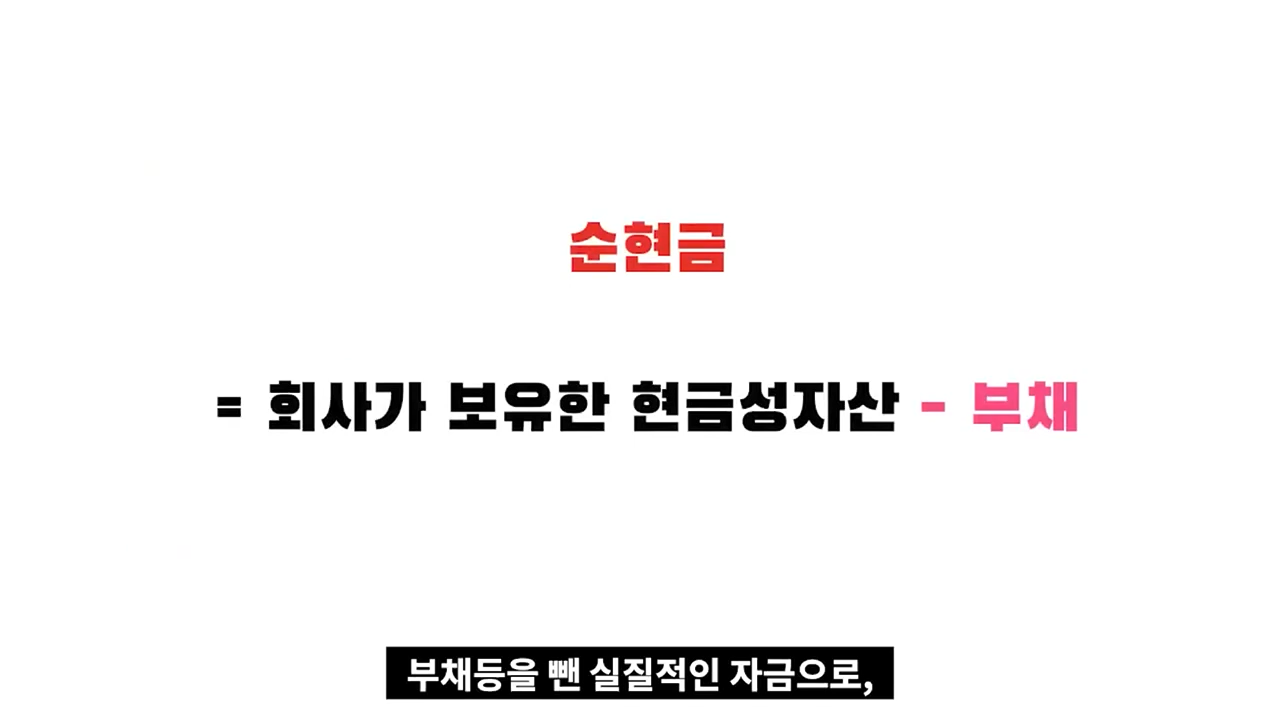 순현금
= 회사가 보유한 현금성자산 - 부채
부채등을 뺀 실질적인 자금으로,